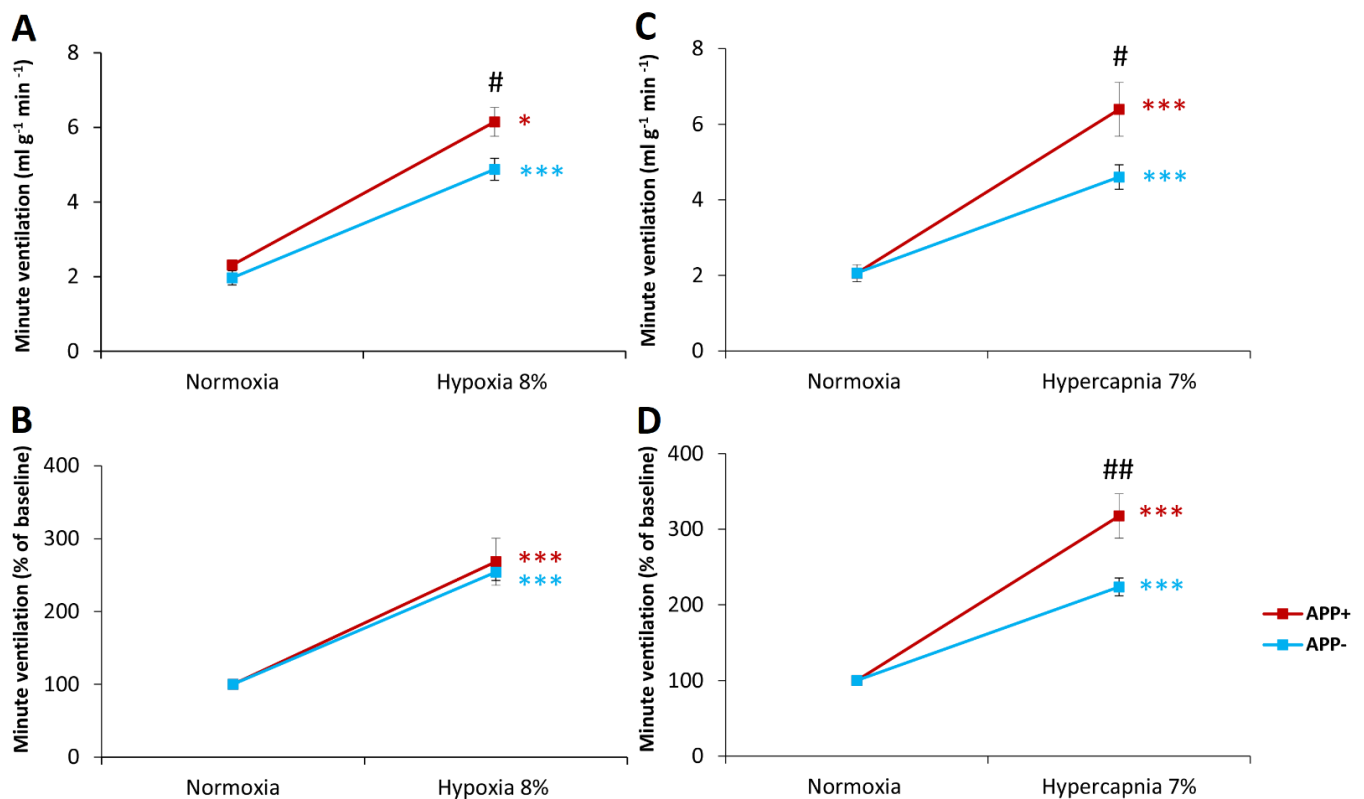 A
Minute ventilation (ml g⁻¹ min ⁻¹)
8
6
4
2
0
#
*
***
Normoxia
Hypoxia 8%
C
Minute ventilation (ml g⁻¹ min ⁻¹)
8
6
4
2
0
#
***
***
Normoxia
Hypercapnia 7%
B
Minute ventilation (% of baseline)
400
300
200
100
0
***
***
Normoxia
Hypoxia 8%
D
Minute ventilation (% of baseline)
400
300
200
100
0
##
***
***
Normoxia
Hypercapnia 7%
APP+
APP-